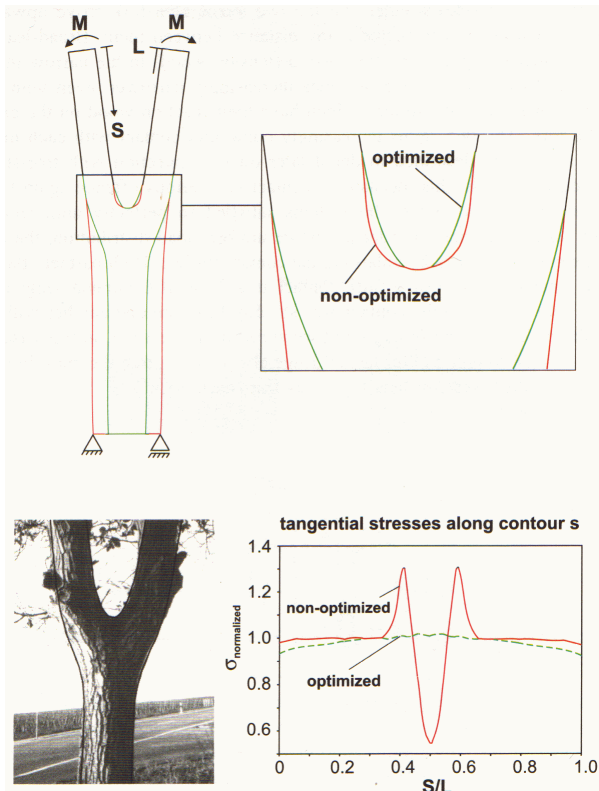 M
M
L
S
optimized
non-optimized
tangential stresses along contour s
1.4
1.2
1.0
0.8
0.6
σnormalized
non-optimized
optimized
0
0.2
0.4
0.6
0.8
1.0
S/L